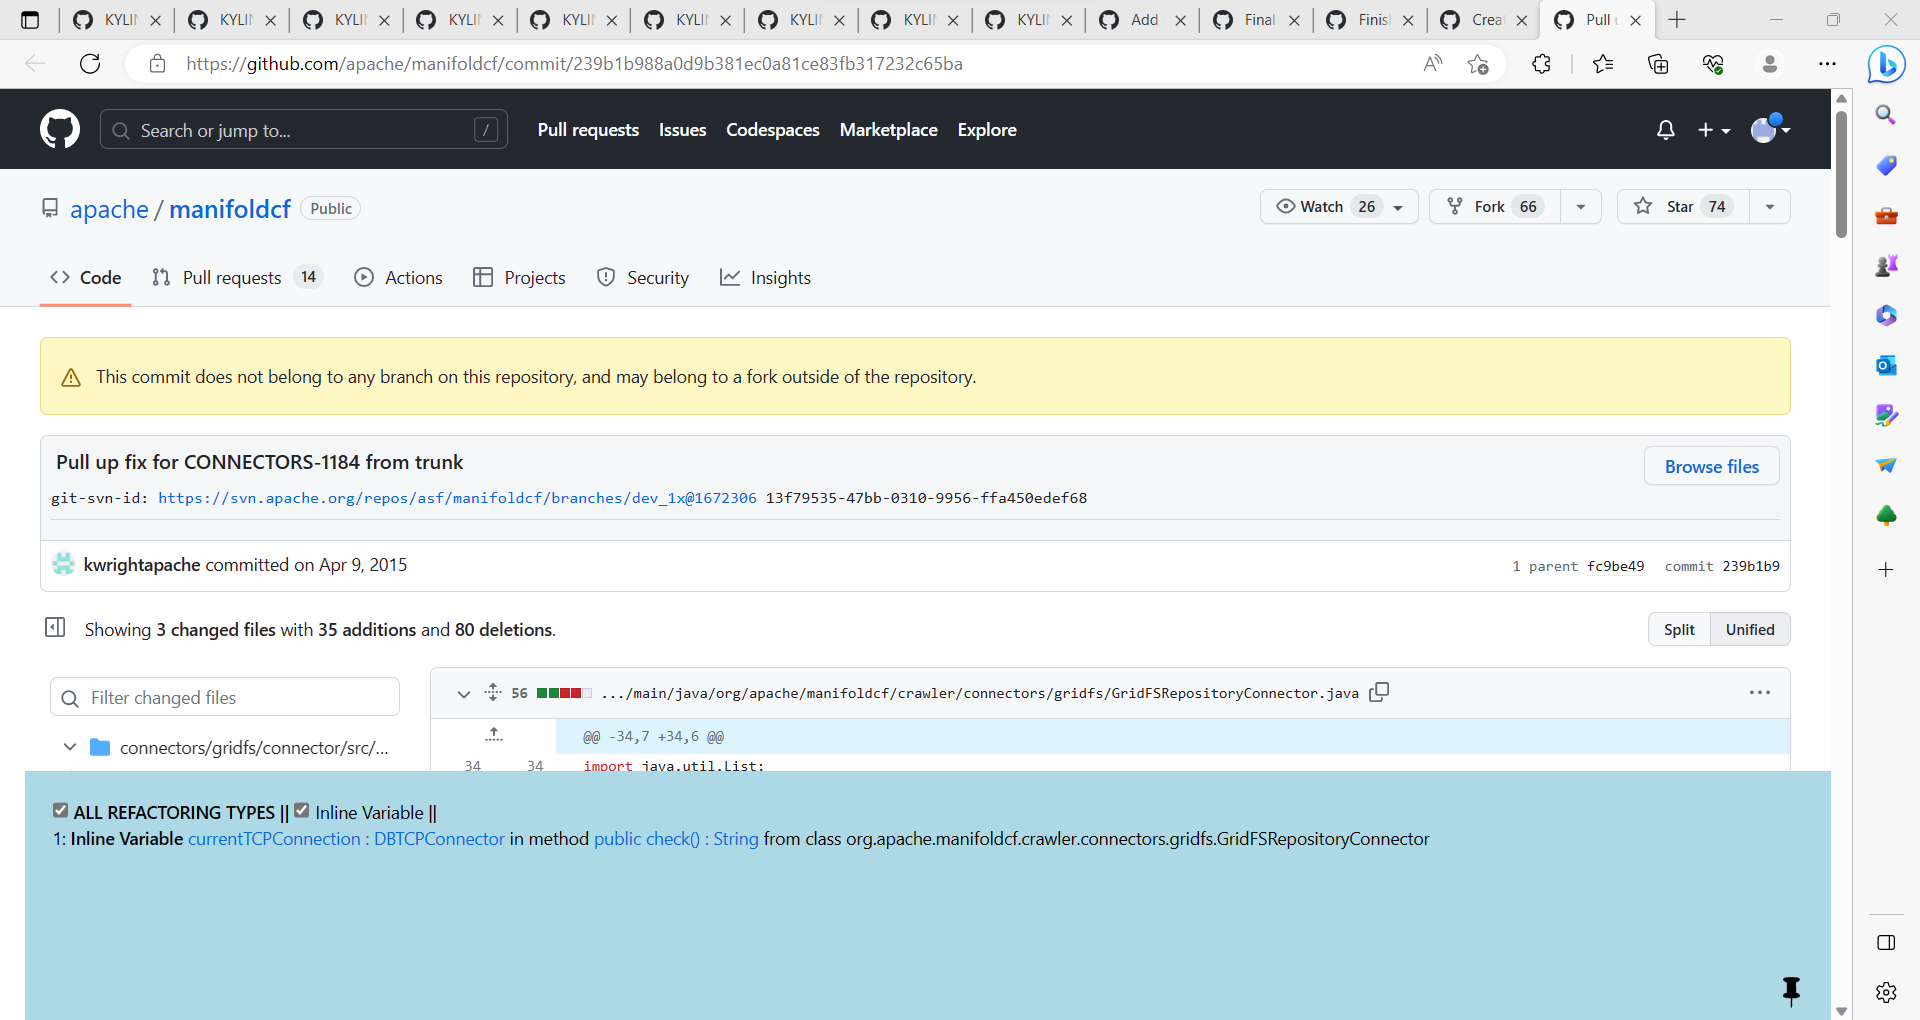 KYLI KYLI KYLI KYLI KYLI KYLI KYLI KYLI KYLI Add Final Finis Crea Pull u
https://github.com/apache/manifoldcf/commit/239b1b988a0d9b381ec0a81ce83fb317232c65ba
Search or jump to... / Pull requests Issues Codespaces Marketplace Explore
apache / manifoldcf Public Watch 26 Fork 66 Star 74
Code Pull requests 14 Actions Projects Security Insights
This commit does not belong to any branch on this repository, and may belong to a fork outside of the repository.
Pull up fix for CONNECTORS-1184 from trunk
Browse files
git-svn-id: https://svn.apache.org/repos/asf/manifoldcf/branches/dev_1x@1672306 13f79535-47bb-0310-9956-ffa450edef68
kwrightapache committed on Apr 9, 2015 1 parent fc9be49 commit 239b1b9
Showing 3 changed files with 35 additions and 80 deletions. Split Unified
Filter changed files
56 .../main/java/org/apache/manifoldcf/crawler/connectors/gridfs/GridFSRepositoryConnector.java
@@ -34,7 +34,6 @@
connectors/gridfs/connector/src/...
34 34 import java.util.List;
ALL REFACTORING TYPES || Inline Variable ||
1: Inline Variable currentTCPConnection : DBTCPConnector in method public check() : String from class org.apache.manifoldcf.crawler.connectors.gridfs.GridFSRepositoryConnector